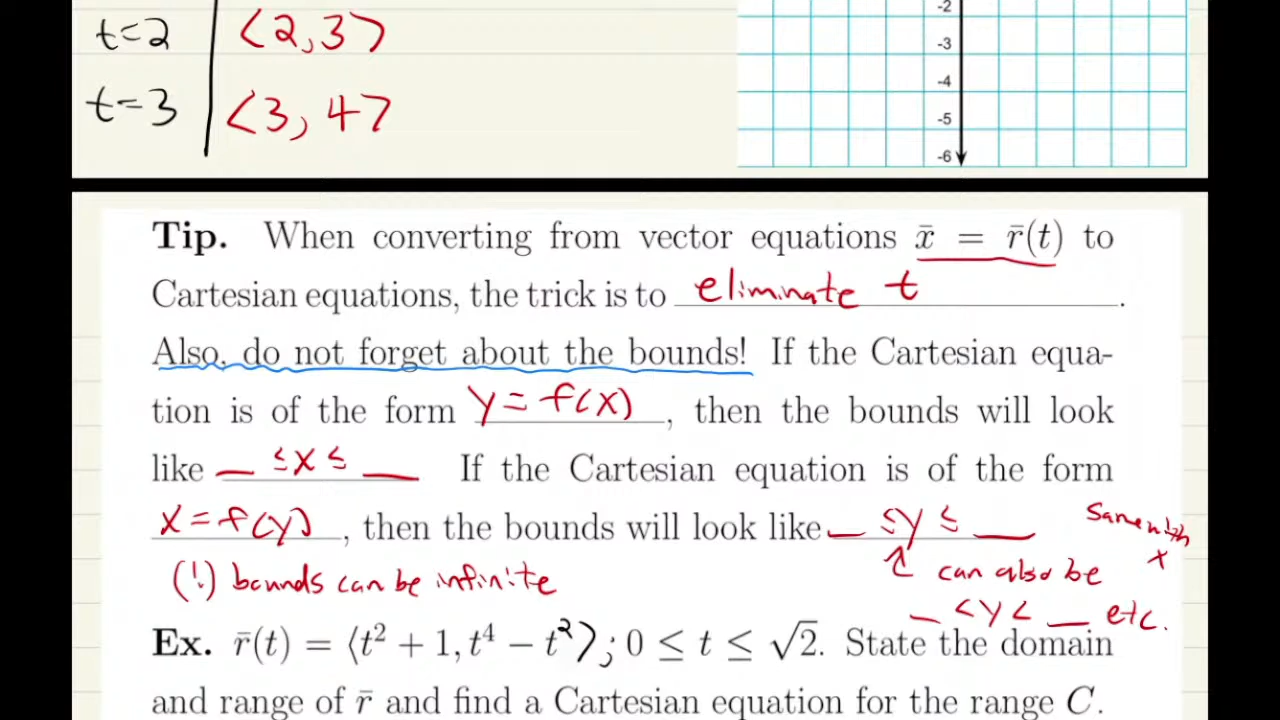 t=2 ⟨2,3⟩
-2
-3
t=3 ⟨3, 4⟩
-4
-5
-6
Tip. When converting from vector equations x̄ = r̄(t) to
Cartesian equations, the trick is to eliminate t.
Also, do not forget about the bounds! If the Cartesian equa-
tion is of the form y = f(x), then the bounds will look
like _ ≤ x ≤ _ If the Cartesian equation is of the form
x = f(y), then the bounds will look like _ ≤ y ≤ _
same with
x
(!) bounds can be infinite
can also be
_ < y < _ etc.
Ex. r̄(t) = ⟨t² + 1, t⁴ − t²⟩; 0 ≤ t ≤ √2. State the domain
and range of r̄ and find a Cartesian equation for the range C.